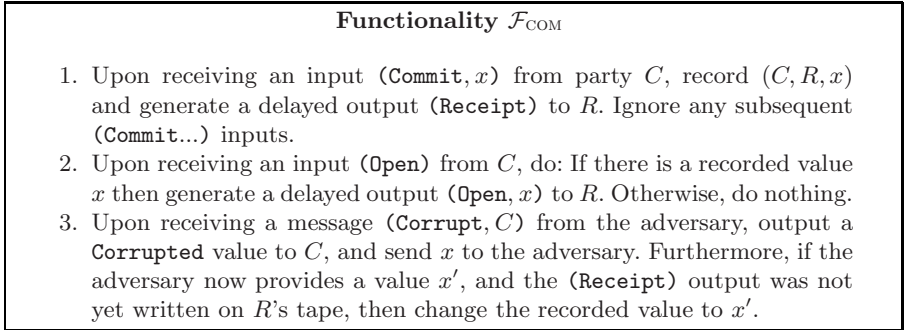 Functionality 𝓕COM
1. Upon receiving an input (Commit, x) from party C, record (C, R, x)
and generate a delayed output (Receipt) to R. Ignore any subsequent
(Commit...) inputs.
2. Upon receiving an input (Open) from C, do: If there is a recorded value
x then generate a delayed output (Open, x) to R. Otherwise, do nothing.
3. Upon receiving a message (Corrupt, C) from the adversary, output a
Corrupted value to C, and send x to the adversary. Furthermore, if the
adversary now provides a value x′, and the (Receipt) output was not
yet written on R's tape, then change the recorded value to x′.